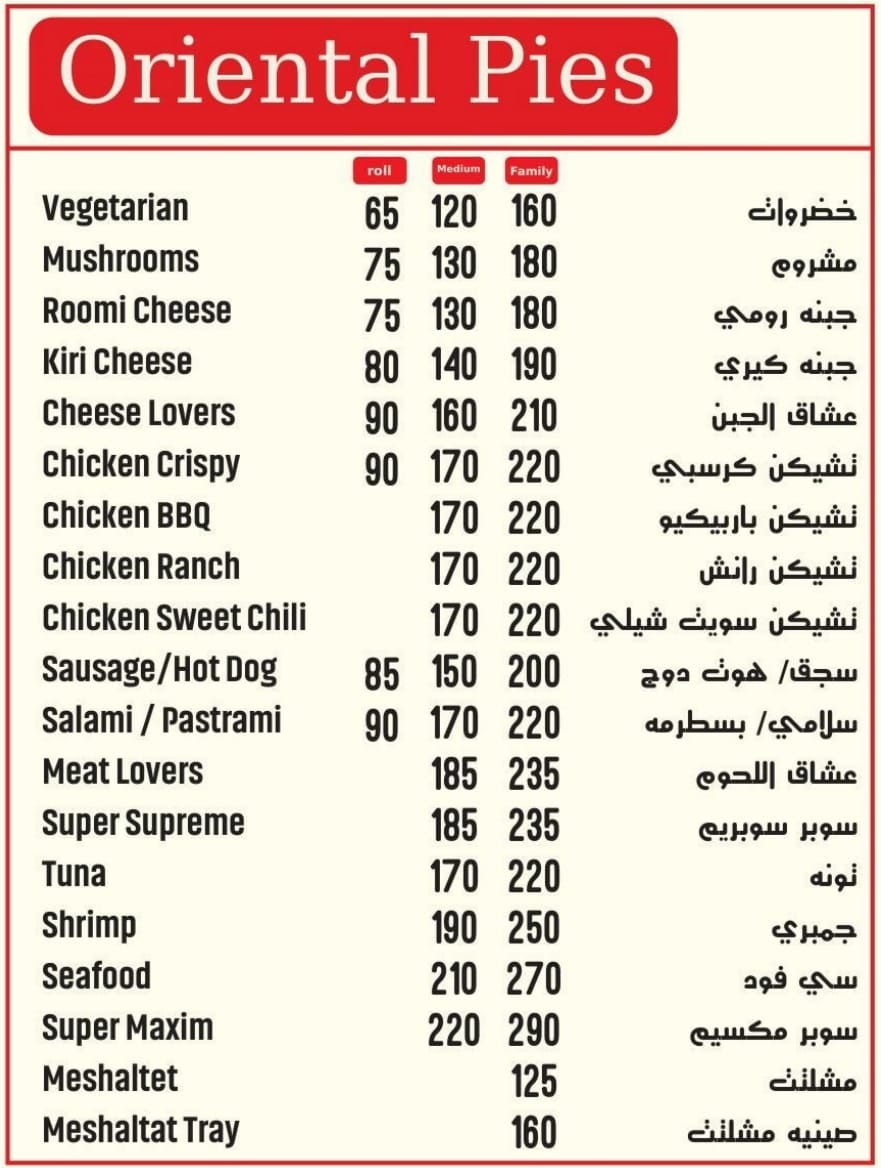 Oriental Pies
roll Medium Family
Vegetarian 65 120 160 خضروات
Mushrooms 75 130 180 مشروم
Roomi Cheese 75 130 180 جبنه رومي
Kiri Cheese 80 140 190 جبنه كيري
Cheese Lovers 90 160 210 عشاق الجبن
Chicken Crispy 90 170 220 تشيكن كرسبي
Chicken BBQ 170 220 تشيكن باربيكيو
Chicken Ranch 170 220 تشيكن رانش
Chicken Sweet Chili 170 220 تشيكن سويت شيلي
Sausage/Hot Dog 85 150 200 سجق/ هوت دوج
Salami / Pastrami 90 170 220 سلامي/ بسطرمه
Meat Lovers 185 235 عشاق اللحوم
Super Supreme 185 235 سوبر سوبريم
Tuna 170 220 تونه
Shrimp 190 250 جمبري
Seafood 210 270 سي فود
Super Maxim 220 290 سوبر مكسيم
Meshaltet 125 مشلتت
Meshaltat Tray 160 صينيه مشلتت